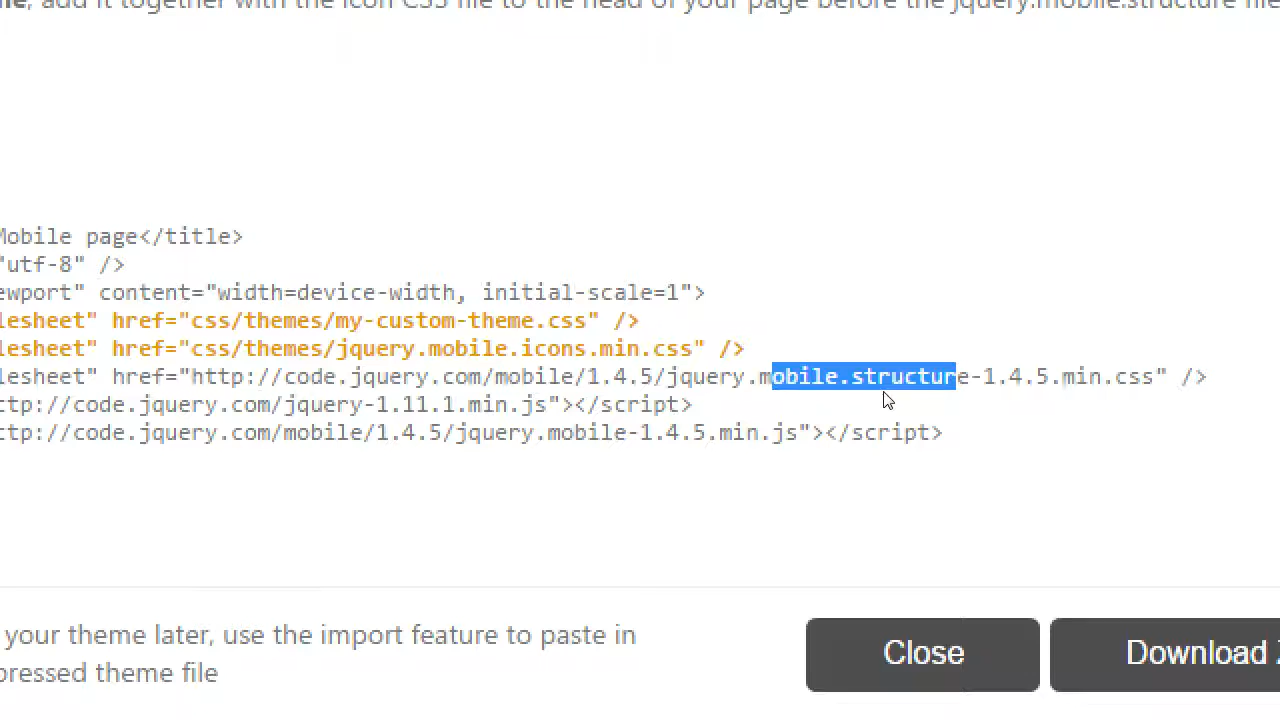 , add it together with the icon CSS file to the head of your page before the jquery.mobile.structure file
Mobile page</title>
"utf-8" />
ewport" content="width=device-width, initial-scale=1">
lesheet" href="css/themes/my-custom-theme.css" />
lesheet" href="css/themes/jquery.mobile.icons.min.css" />
lesheet" href="http://code.jquery.com/mobile/1.4.5/jquery.mobile.structure-1.4.5.min.css" />
ttp://code.jquery.com/jquery-1.11.1.min.js"></script>
ttp://code.jquery.com/mobile/1.4.5/jquery.mobile-1.4.5.min.js"></script>
your theme later, use the import feature to paste in
pressed theme file
Close
Download